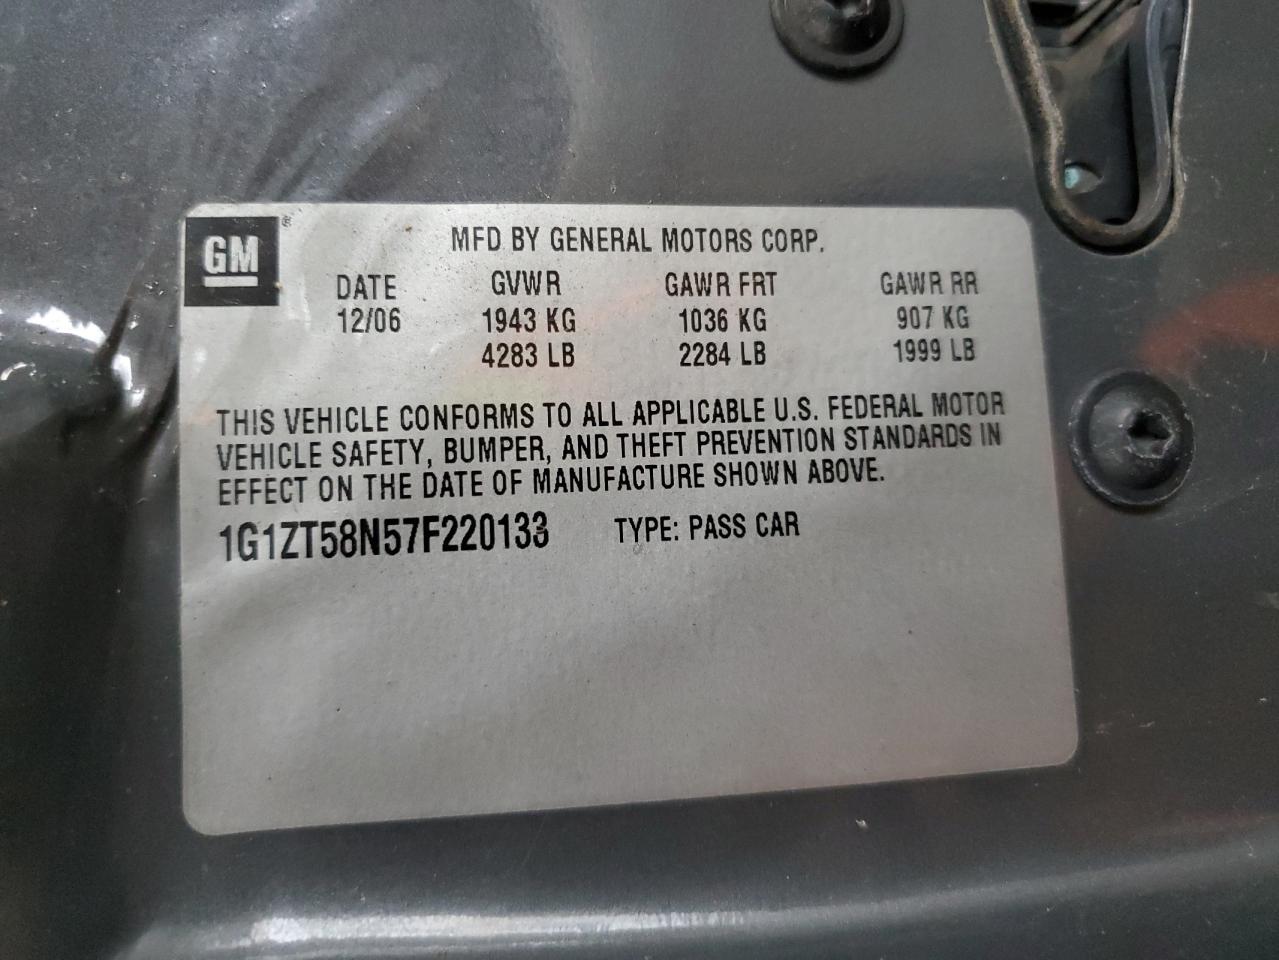 GM®
MFD BY GENERAL MOTORS CORP.
DATE GVWR GAWR FRT GAWR RR
12/06 1943 KG 1036 KG 907 KG
4283 LB 2284 LB 1999 LB
THIS VEHICLE CONFORMS TO ALL APPLICABLE U.S. FEDERAL MOTOR
VEHICLE SAFETY, BUMPER, AND THEFT PREVENTION STANDARDS IN
EFFECT ON THE DATE OF MANUFACTURE SHOWN ABOVE.
1G1ZT58N57F220133 TYPE: PASS CAR